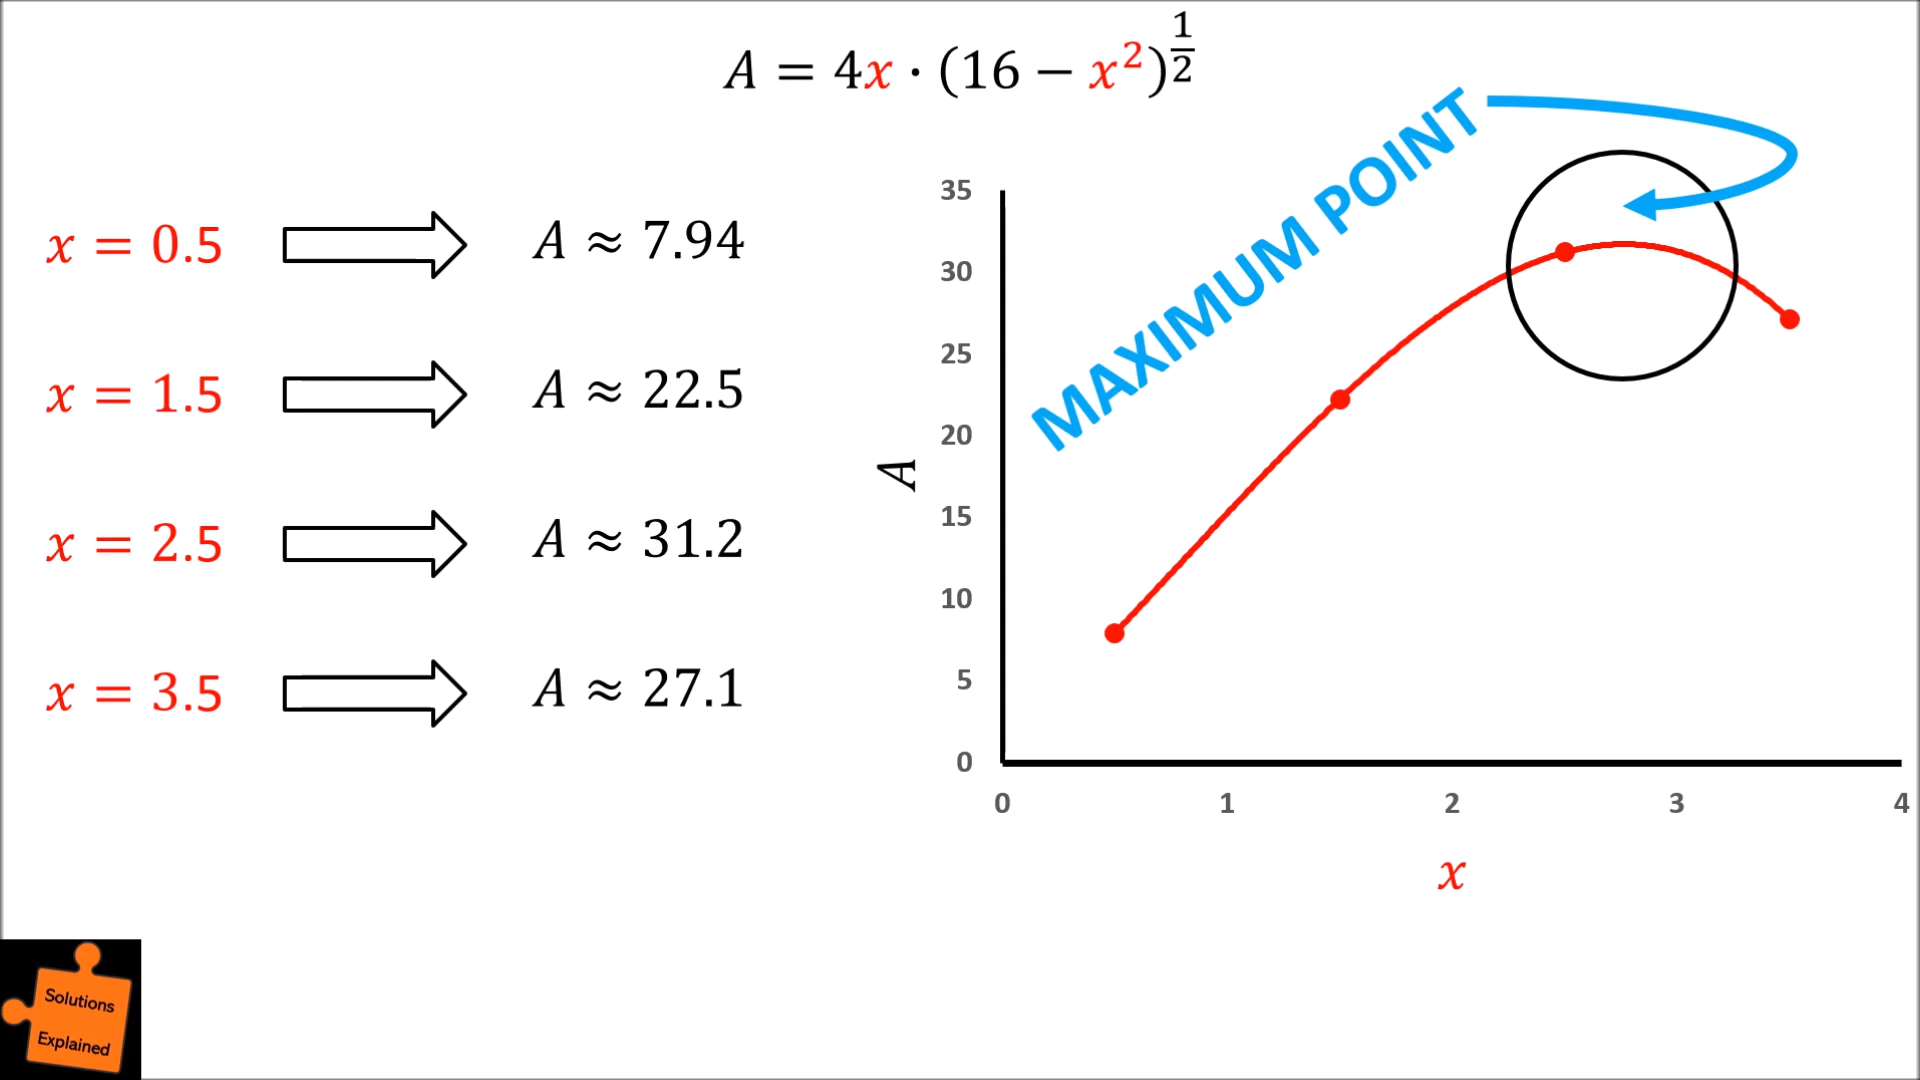 A = 4x · (16 − x²)^(1/2)
x = 0.5 A ≈ 7.94
x = 1.5 A ≈ 22.5
x = 2.5 A ≈ 31.2
x = 3.5 A ≈ 27.1
MAXIMUM POINT
35
30
25
20
15
10
5
0
A
0 1 2 3 4
x
Solutions
Explained